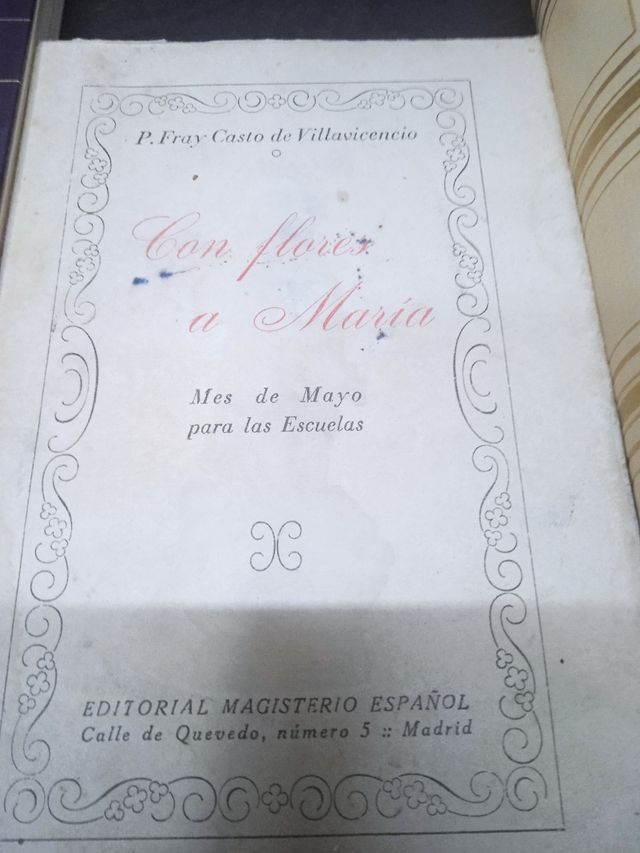 P. Fray Casto de Villavicencio
Con flores
a María
Mes de Mayo
para las Escuelas
EDITORIAL MAGISTERIO ESPAÑOL
Calle de Quevedo, número 5 :: Madrid